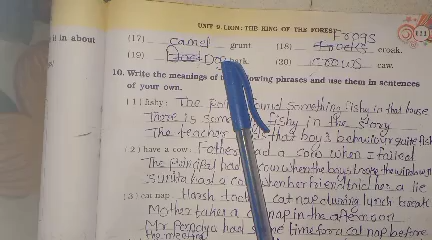 UNIT 9. LION: THE KING OF THE FOREST 111
it in about (17) camel grunt (18) Frogs croak.
(19) Dog bark. (20) crows caw.
10. Write the meanings of the following phrases and use them in sentences
of your own.
(1) fishy: The police found something fishy in that house
There is some fishy in the story
The teacher feels that boy's behaviour quite fishy
(2) have a cow: Father had a cow when I failed
The principal had cow when the boys broke the window
Sunita had a cow when her friend told her a lie
(3) cat nap Harsh took cat nap during lunch break
Mother takes a cat nap in the afternoon
Mr. has some time for a cat nap before
the meeting